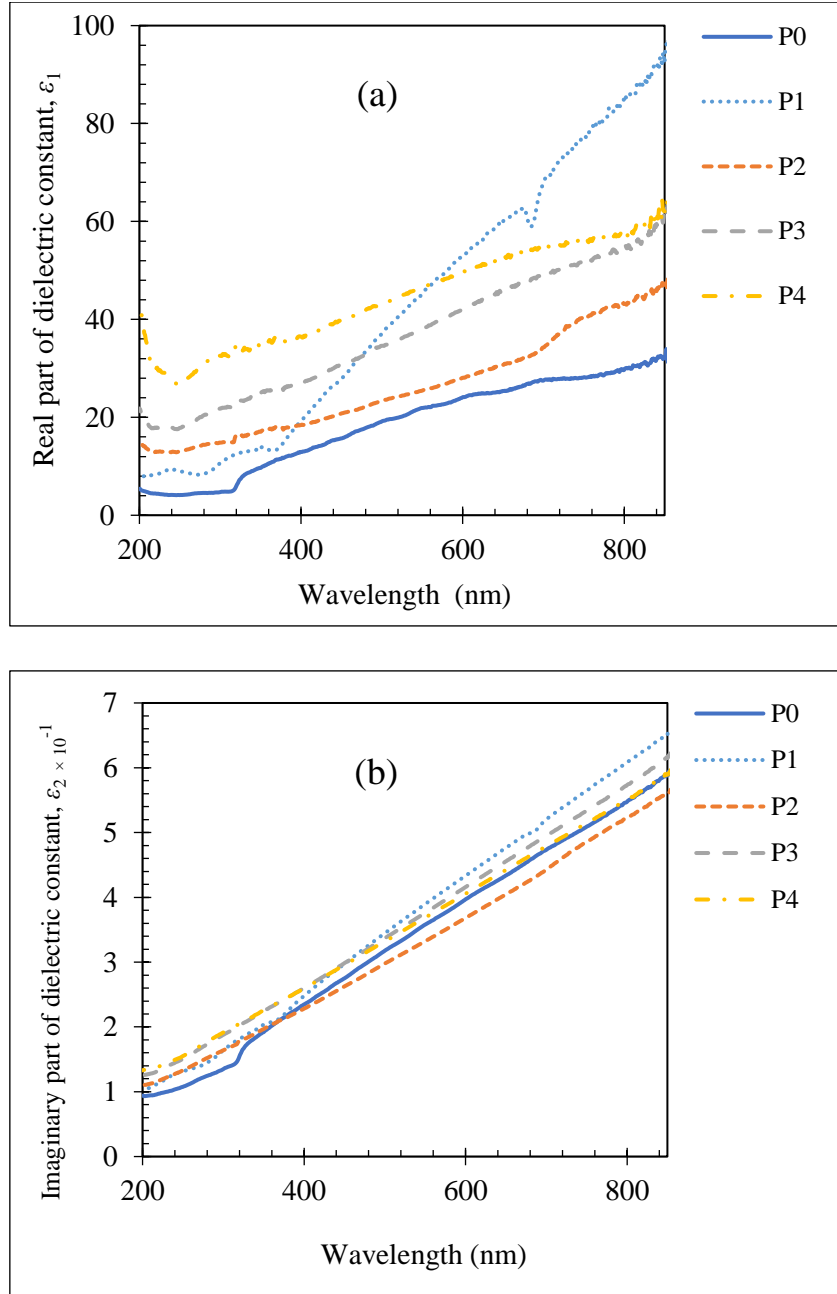 Real part of dielectric constant, ε1
100
80
60
40
20
0
200
400
600
800
Wavelength (nm)
(a)
P0
P1
P2
P3
P4
Imaginary part of dielectric constant, ε2 × 10-1
7
6
5
4
3
2
1
0
200
400
600
800
Wavelength (nm)
(b)
P0
P1
P2
P3
P4